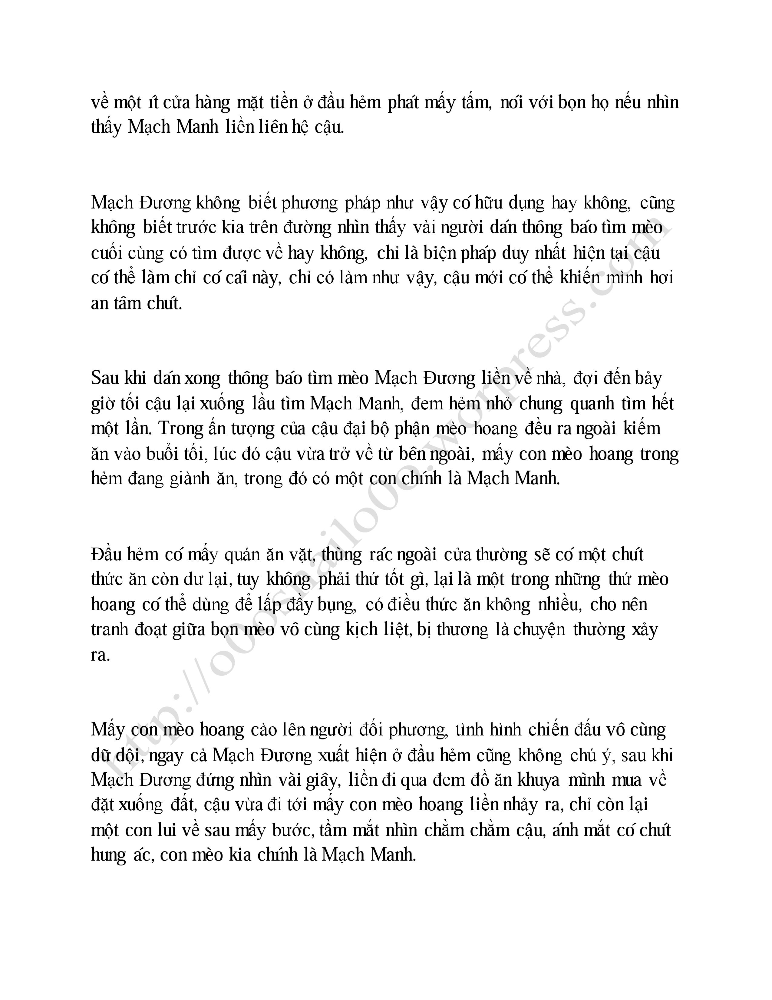 về một ít cửa hàng mặt tiền ở đầu hẻm phát mấy tấm, nói với bọn họ nếu nhìn
thấy Mạch Manh liền liên hệ cậu.
Mạch Đương không biết phương pháp như vậy có hữu dụng hay không, cũng
không biết trước kia trên đường nhìn thấy vài người dán thông báo tìm mèo
cuối cùng có tìm được về hay không, chỉ là biện pháp duy nhất hiện tại cậu
có thể làm chỉ có cái này, chỉ có làm như vậy, cậu mới có thể khiến mình hơi
an tâm chút.
Sau khi dán xong thông báo tìm mèo Mạch Đương liền về nhà, đợi đến bảy
giờ tối cậu lại xuống lầu tìm Mạch Manh, đem hẻm nhỏ chung quanh tìm hết
một lần. Trong ấn tượng của cậu đại bộ phận mèo hoang đều ra ngoài kiếm
ăn vào buổi tối, lúc đó cậu vừa trở về từ bên ngoài, mấy con mèo hoang trong
hẻm đang giành ăn, trong đó có một con chính là Mạch Manh.
Đầu hẻm có mấy quán ăn vặt, thùng rác ngoài cửa thường sẽ có một chút
thức ăn còn dư lại, tuy không phải thứ tốt gì, lại là một trong những thứ mèo
hoang có thể dùng để lấp đầy bụng, có điều thức ăn không nhiều, cho nên
tranh đoạt giữa bọn mèo vô cùng kịch liệt, bị thương là chuyện thường xảy
ra.
Mấy con mèo hoang cào lên người đối phương, tình hình chiến đấu vô cùng
dữ dội, ngay cả Mạch Đương xuất hiện ở đầu hẻm cũng không chú ý, sau khi
Mạch Đương đứng nhìn vài giây, liền đi qua đem đồ ăn khuya mình mua về
đặt xuống đất, cậu vừa đi tới mấy con mèo hoang liền nhảy ra, chỉ còn lại
một con lui về sau mấy bước, tầm mắt nhìn chằm chằm cậu, ánh mắt có chút
hung ác, con mèo kia chính là Mạch Manh.
http://o0osnailo0o.worpress.com